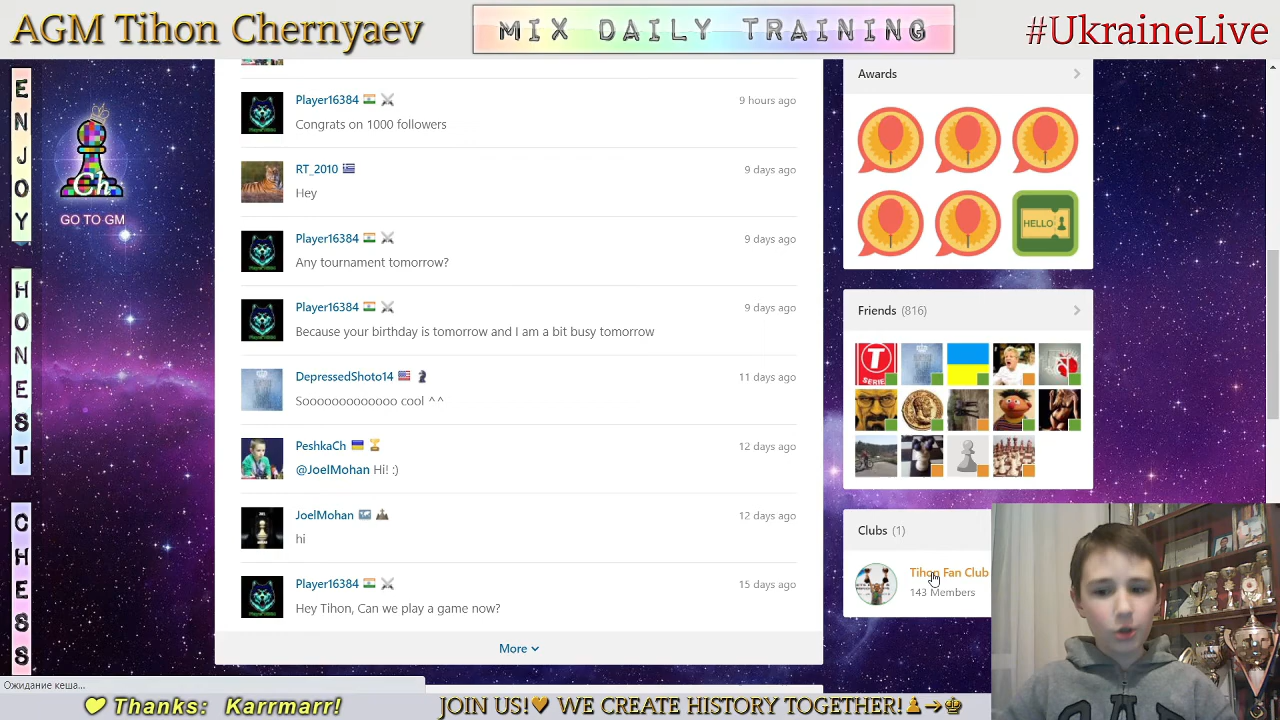 AGM Tihon Chernyaev
MIX DAILY TRAINING
#UkraineLive
ENJOY
HONEST
CHESS
Ch
GO TO GM
Player16384
9 hours ago
Congrats on 1000 followers
RT_2010
9 days ago
Hey
Player16384
9 days ago
Any tournament tomorrow?
Player16384
9 days ago
Because your birthday is tomorrow and I am a bit busy tomorrow
DepressedShoto14
11 days ago
Sooooooooooooo cool ^^
PeshkaCh
12 days ago
@JoelMohan Hi! :)
JoelMohan
12 days ago
hi
Player16384
15 days ago
Hey Tihon, Can we play a game now?
More
Awards
HELLO
Friends (816)
T
SERIE
Clubs (1)
Tihon Fan Club
143 Members
Ожидание кеша...
Thanks: Karrmarr!
JOIN US! WE CREATE HISTORY TOGETHER!